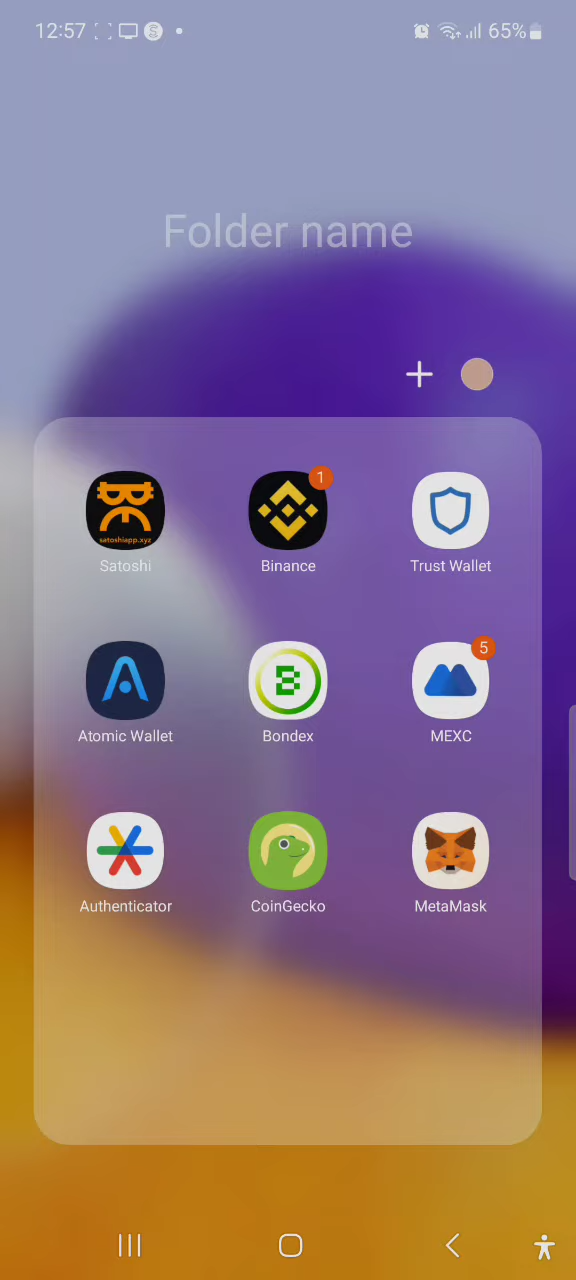 12:57 65%
Folder name
satoshiapp.xyz
1
Satoshi Binance Trust Wallet
5
Atomic Wallet Bondex MEXC
Authenticator CoinGecko MetaMask